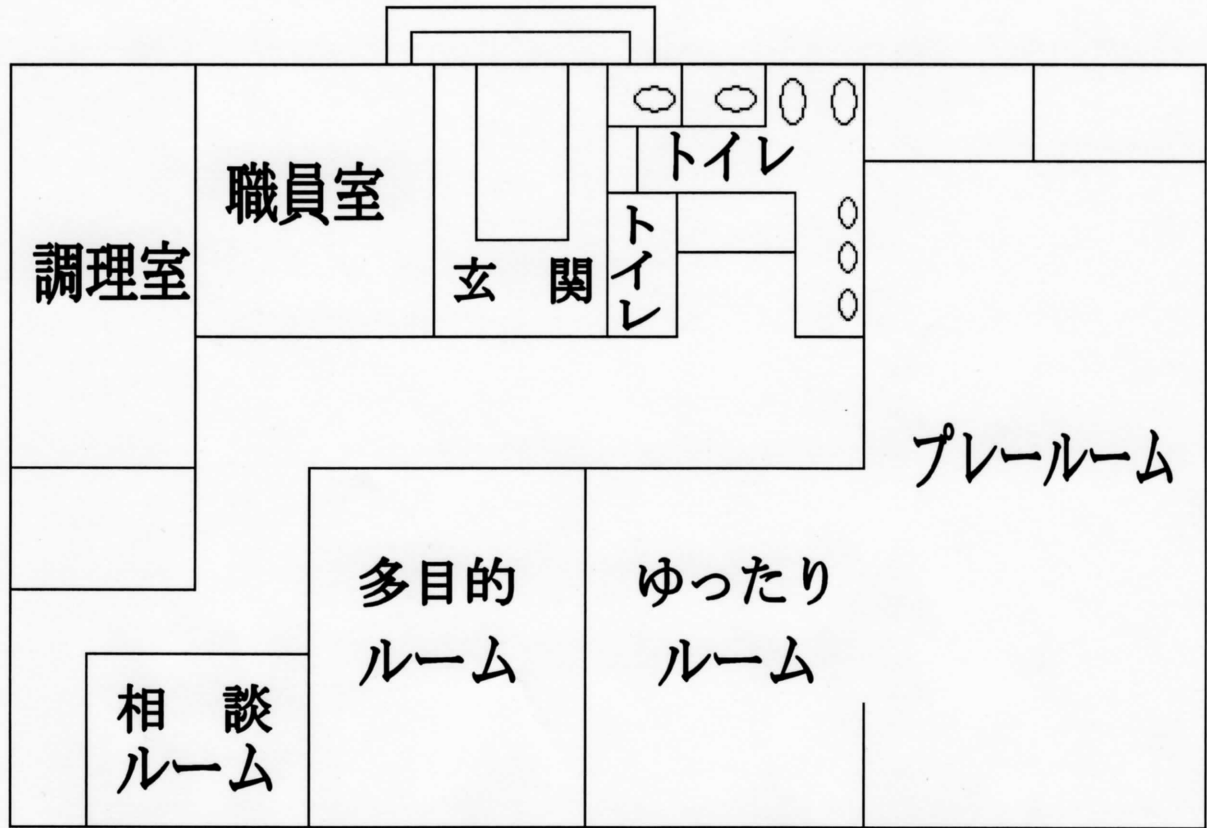 トイレ
職員室
トイレ
調理室
玄　関
プレールーム
多目的
ルーム
ゆったり
ルーム
相　談
ルーム